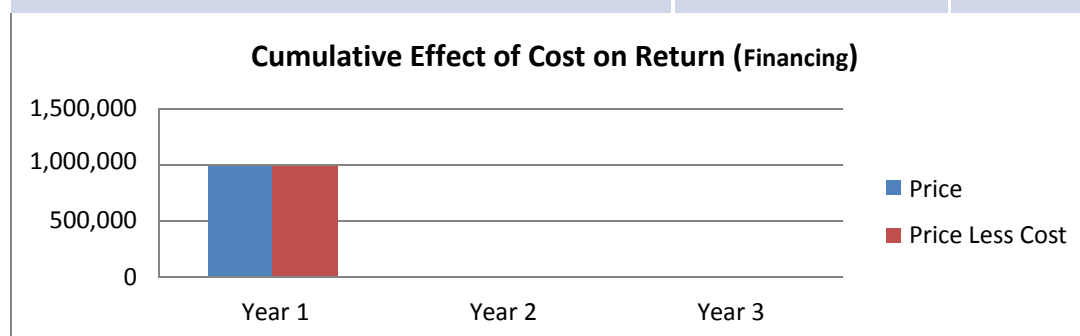 Cumulative Effect of Cost on Return (Financing)
1,500,000
1,000,000
500,000
0
Year 1 Year 2 Year 3
Price
Price Less Cost